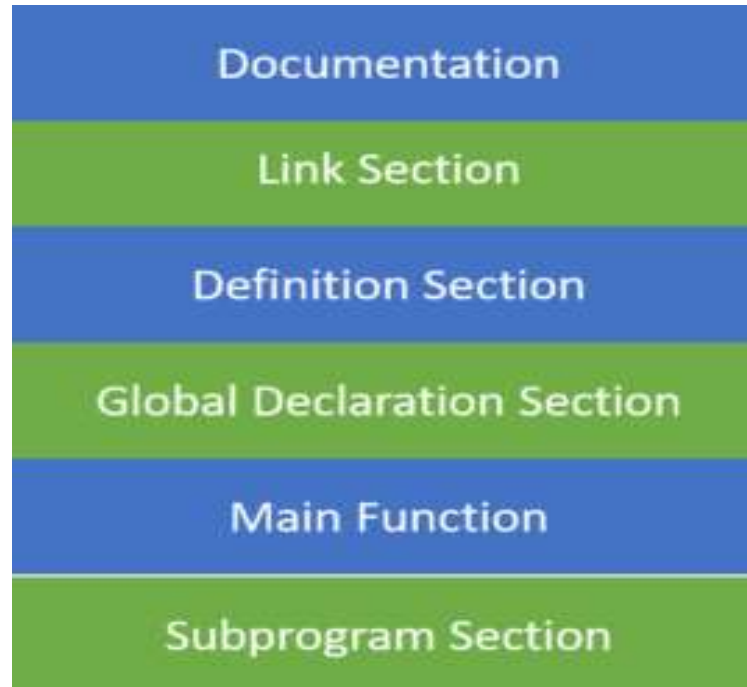 Documentation
Link Section
Definition Section
Global Declaration Section
Main Function
Subprogram Section